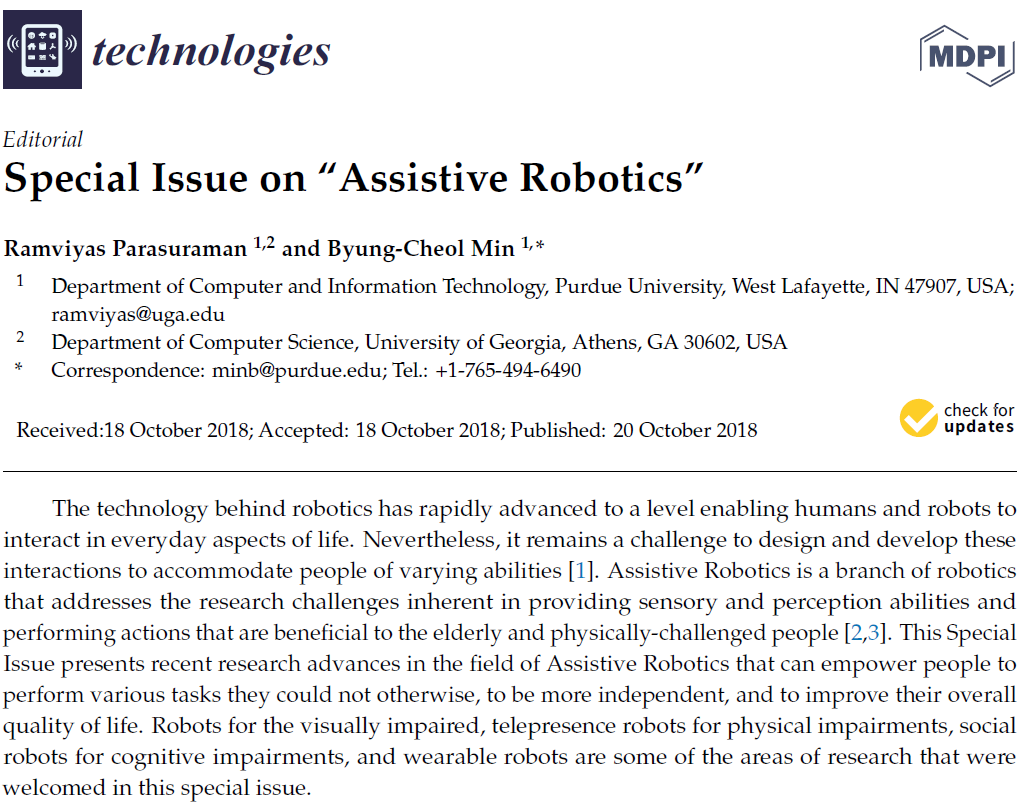 technologies
MDPI
Editorial
Special Issue on “Assistive Robotics”
Ramviyas Parasuraman 1,2 and Byung-Cheol Min 1,*
1 Department of Computer and Information Technology, Purdue University, West Lafayette, IN 47907, USA;
ramviyas@uga.edu
2 Department of Computer Science, University of Georgia, Athens, GA 30602, USA
* Correspondence: minb@purdue.edu; Tel.: +1-765-494-6490
check for
updates
Received:18 October 2018; Accepted: 18 October 2018; Published: 20 October 2018
The technology behind robotics has rapidly advanced to a level enabling humans and robots to
interact in everyday aspects of life. Nevertheless, it remains a challenge to design and develop these
interactions to accommodate people of varying abilities [1]. Assistive Robotics is a branch of robotics
that addresses the research challenges inherent in providing sensory and perception abilities and
performing actions that are beneficial to the elderly and physically-challenged people [2,3]. This Special
Issue presents recent research advances in the field of Assistive Robotics that can empower people to
perform various tasks they could not otherwise, to be more independent, and to improve their overall
quality of life. Robots for the visually impaired, telepresence robots for physical impairments, social
robots for cognitive impairments, and wearable robots are some of the areas of research that were
welcomed in this special issue.